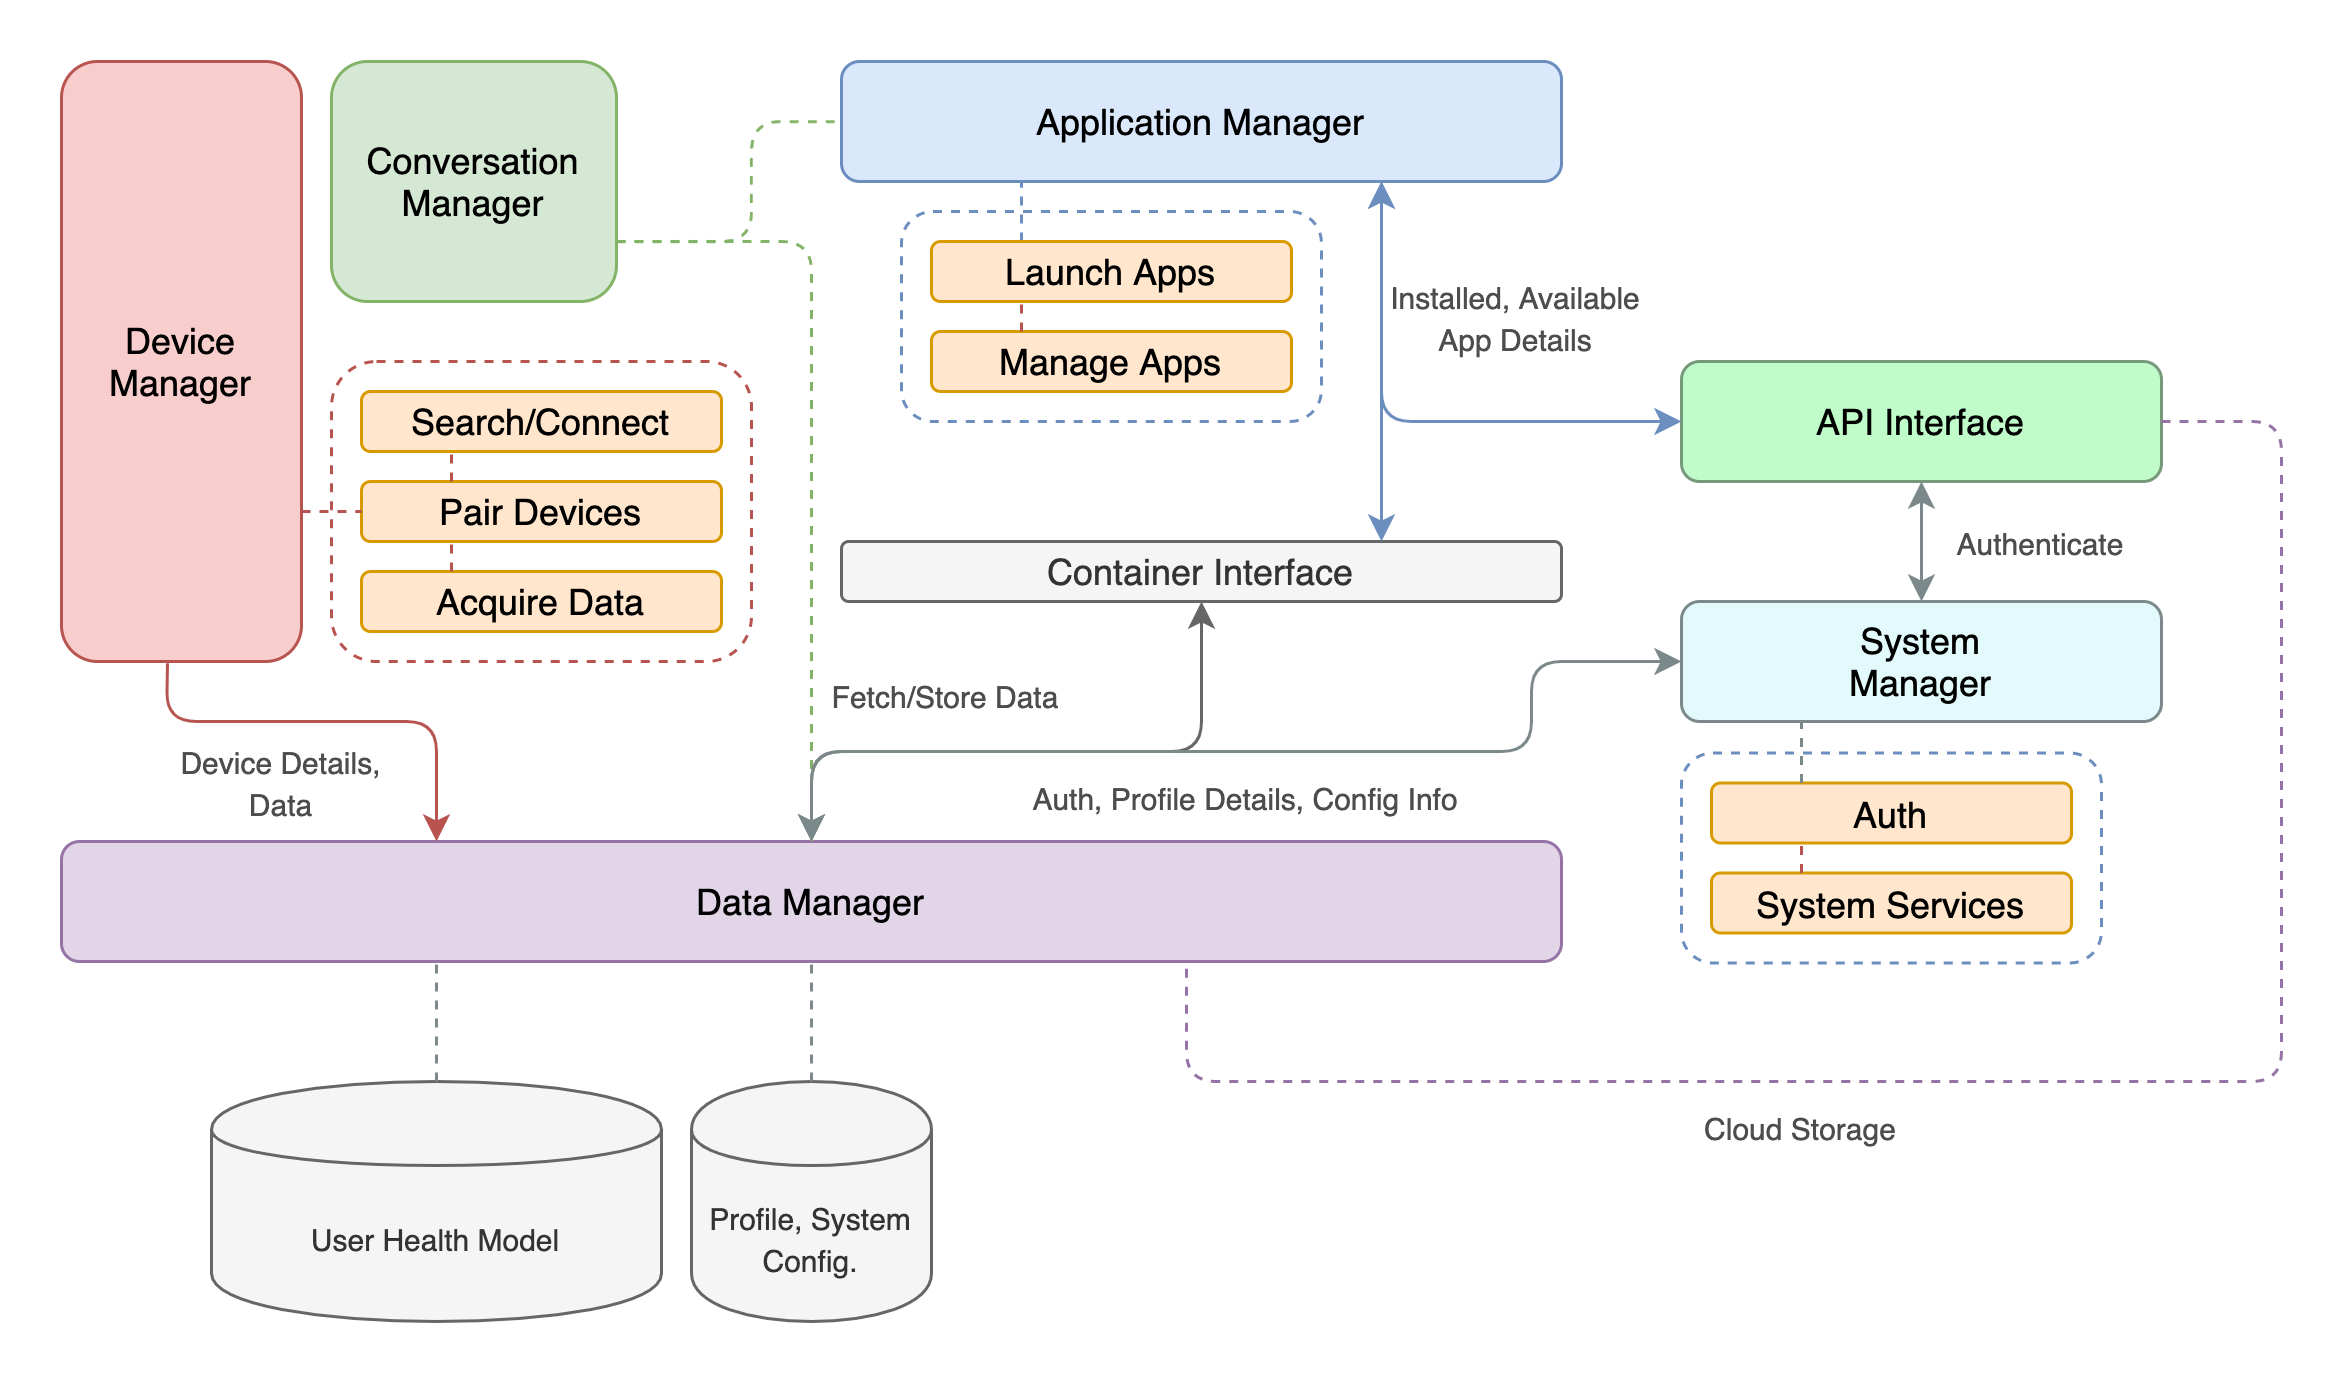 Device
Manager
Conversation
Manager
Application Manager
Launch Apps
Manage Apps
Installed, Available
App Details
Search/Connect
Pair Devices
Acquire Data
API Interface
Container Interface
Authenticate
System
Manager
Fetch/Store Data
Device Details,
Data
Auth, Profile Details, Config Info
Auth
System Services
Data Manager
Cloud Storage
User Health Model
Profile, System
Config.